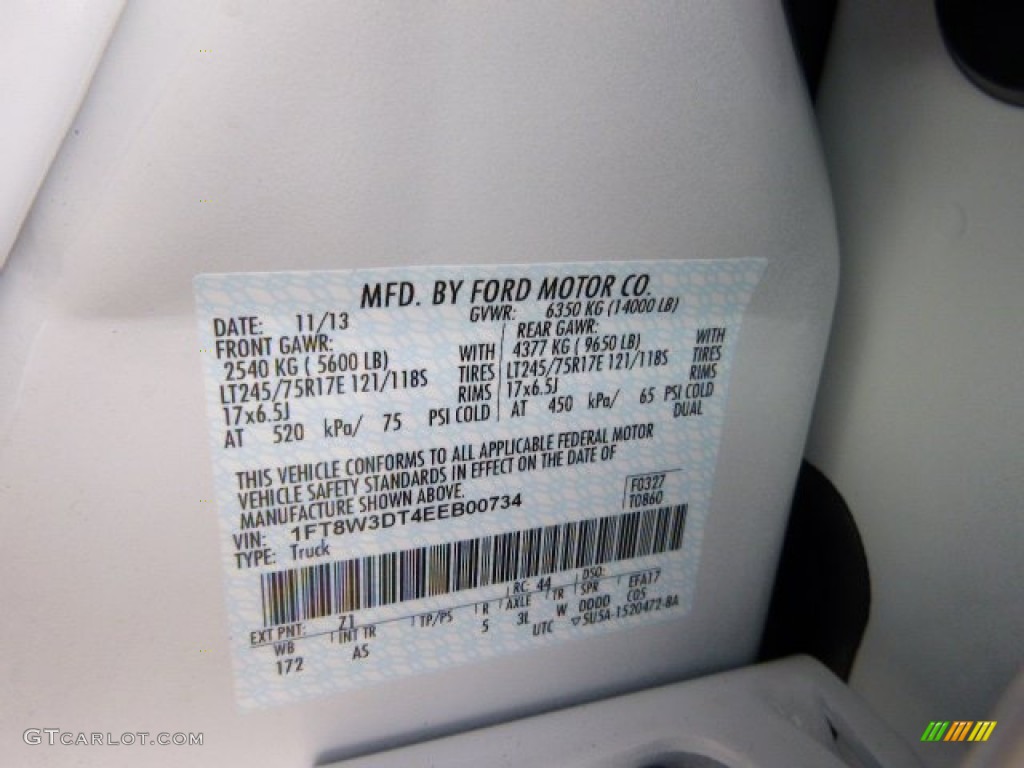 MFD. BY FORD MOTOR CO.
DATE: 11/13 GVWR: 6350 KG (14000 LB)
FRONT GAWR: REAR GAWR:
2540 KG ( 5600 LB) WITH 4377 KG ( 9650 LB) WITH
LT245/75R17E 121/118S TIRES LT245/75R17E 121/118S TIRES
17x6.5J RIMS 17x6.5J RIMS
AT 520 kPa/ 75 PSI COLD AT 450 kPa/ 65 PSI COLD
DUAL
THIS VEHICLE CONFORMS TO ALL APPLICABLE FEDERAL MOTOR
VEHICLE SAFETY STANDARDS IN EFFECT ON THE DATE OF
MANUFACTURE SHOWN ABOVE.
F0327
VIN: 1FT8W3DT4EEB00734 T0860
TYPE: Truck
RC: 44 DSO:
EXT PNT: Z1
WB INT TR TP/PS R AXLE TR SPR EFA17
172 AS 5 3L W 0000 C05
UTC ▽5U5A-1520472-BA
GTCARLOT.COM